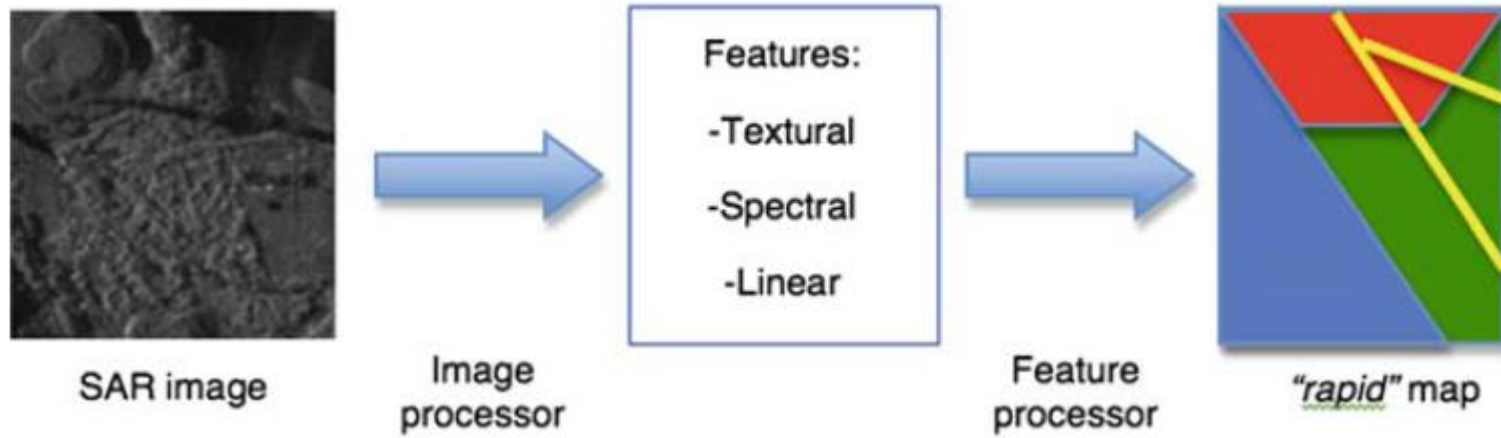 SAR image
Image
processor
Features:
-Textural
-Spectral
-Linear
Feature
processor
“rapid” map